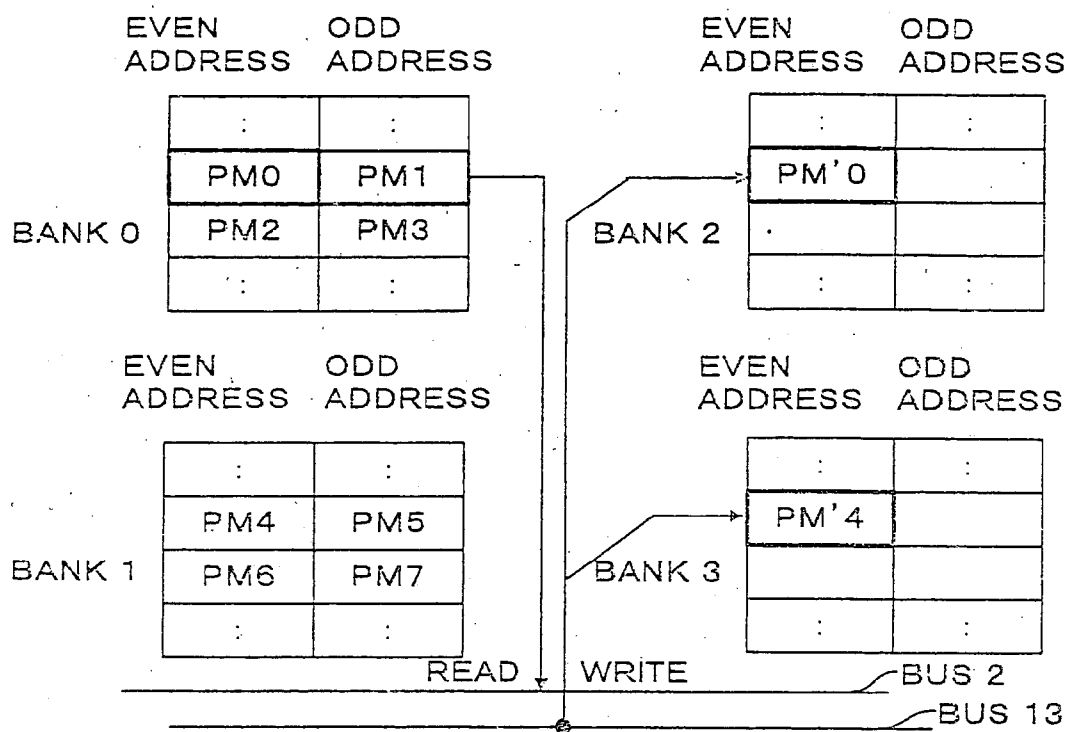 EVEN ADDRESS ODD ADDRESS
:
:
PM0 PM1
BANK 0 PM2 PM3
:
:
EVEN ADDRESS ODD ADDRESS
:
:
PM'0
BANK 2
:
:
EVEN ADDRESS ODD ADDRESS
:
:
PM4 PM5
BANK 1 PM6 PM7
:
:
EVEN ADDRESS ODD ADDRESS
:
:
PM'4
BANK 3
:
:
READ WRITE
BUS 2
BUS 13